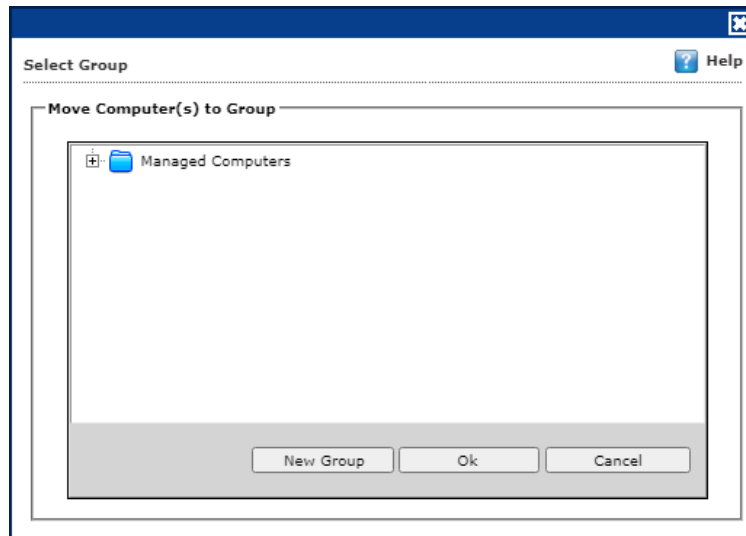 Select Group
? Help
Move Computer(s) to Group
Managed Computers
New Group Ok Cancel